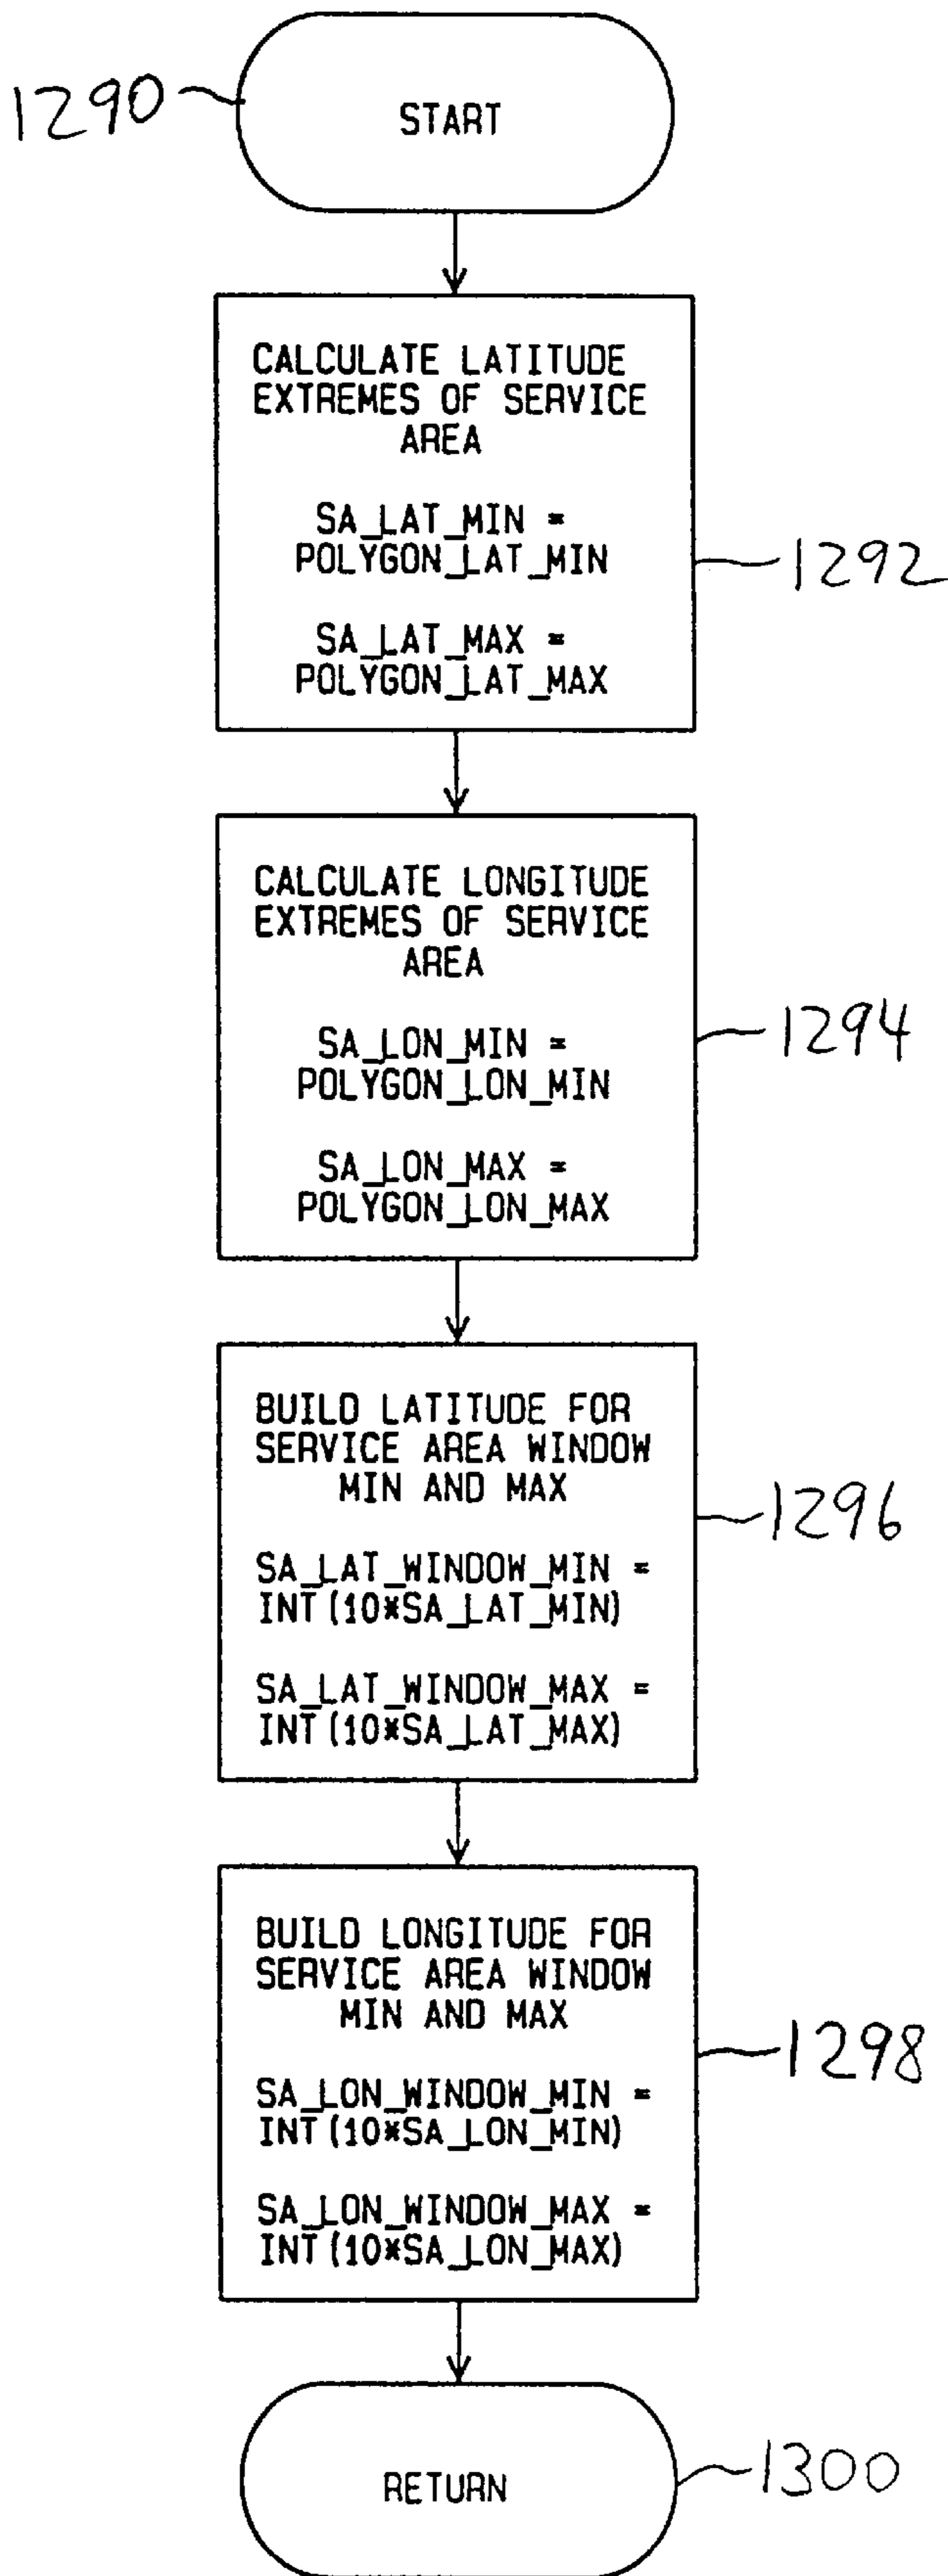 1290
START
CALCULATE LATITUDE
EXTREMES OF SERVICE
AREA
SA_LAT_MIN =
POLYGON_LAT_MIN
SA_LAT_MAX =
POLYGON_LAT_MAX
1292
CALCULATE LONGITUDE
EXTREMES OF SERVICE
AREA
SA_LON_MIN =
POLYGON_LON_MIN
SA_LON_MAX =
POLYGON_LON_MAX
1294
BUILD LATITUDE FOR
SERVICE AREA WINDOW
MIN AND MAX
SA_LAT_WINDOW_MIN =
INT(10*SA_LAT_MIN)
SA_LAT_WINDOW_MAX =
INT(10*SA_LAT_MAX)
1296
BUILD LONGITUDE FOR
SERVICE AREA WINDOW
MIN AND MAX
SA_LON_WINDOW_MIN =
INT(10*SA_LON_MIN)
SA_LON_WINDOW_MAX =
INT(10*SA_LON_MAX)
1298
RETURN
1300